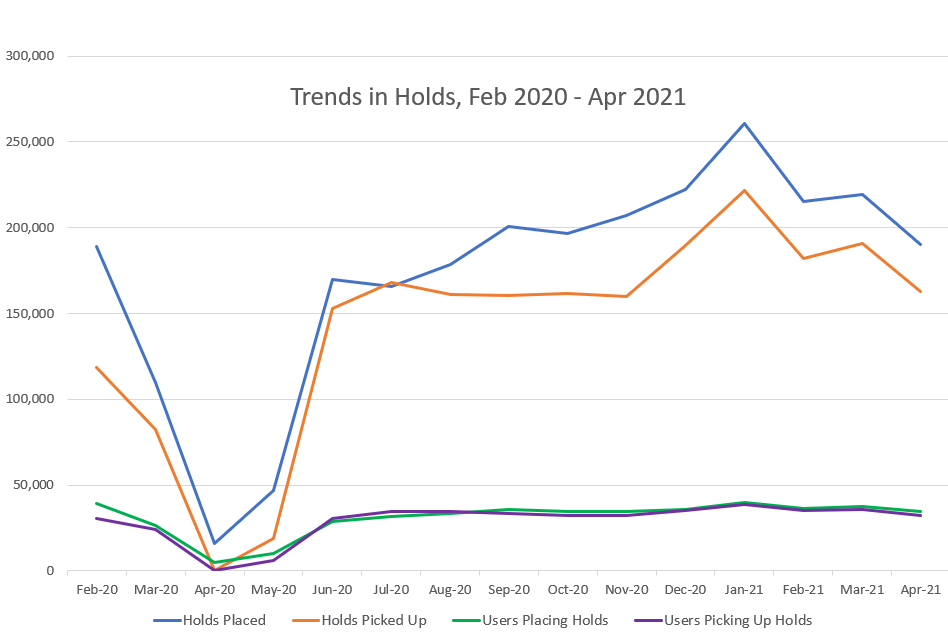 Trends in Holds, Feb 2020 - Apr 2021
300,000
250,000
200,000
150,000
100,000
50,000
0
Feb-20 Mar-20 Apr-20 May-20 Jun-20 Jul-20 Aug-20 Sep-20 Oct-20 Nov-20 Dec-20 Jan-21 Feb-21 Mar-21 Apr-21
Holds Placed Holds Picked Up Users Placing Holds Users Picking Up Holds